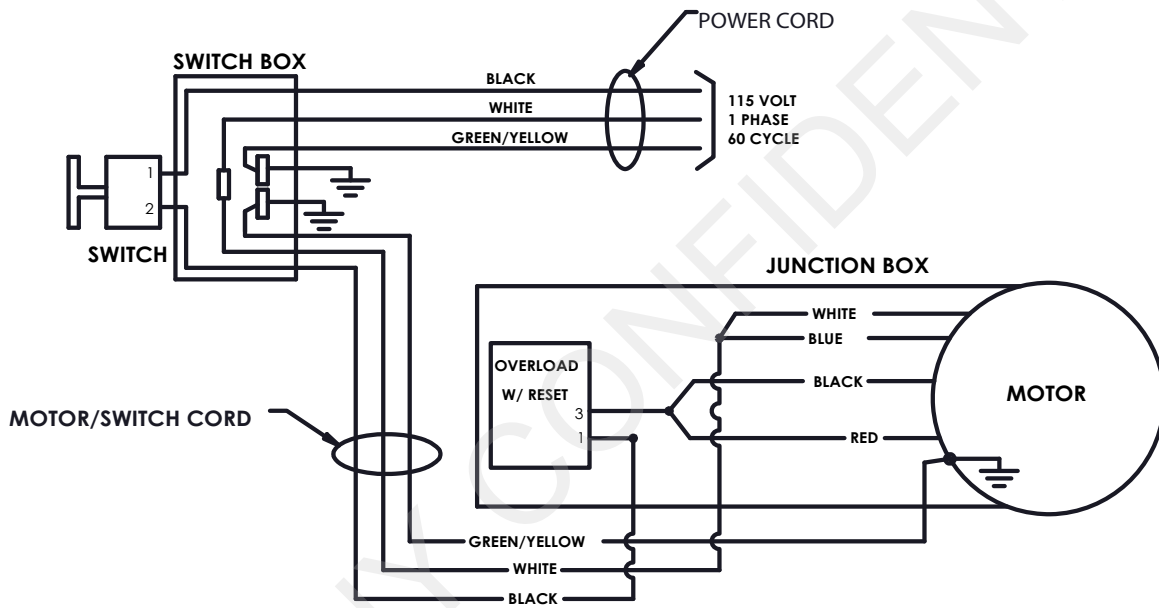 POWER CORD
SWITCH BOX
BLACK
WHITE
GREEN/YELLOW
115 VOLT
1 PHASE
60 CYCLE
1
2
SWITCH
JUNCTION BOX
WHITE
BLUE
OVERLOAD
W/ RESET
BLACK
MOTOR
3
1
RED
MOTOR/SWITCH CORD
GREEN/YELLOW
WHITE
BLACK